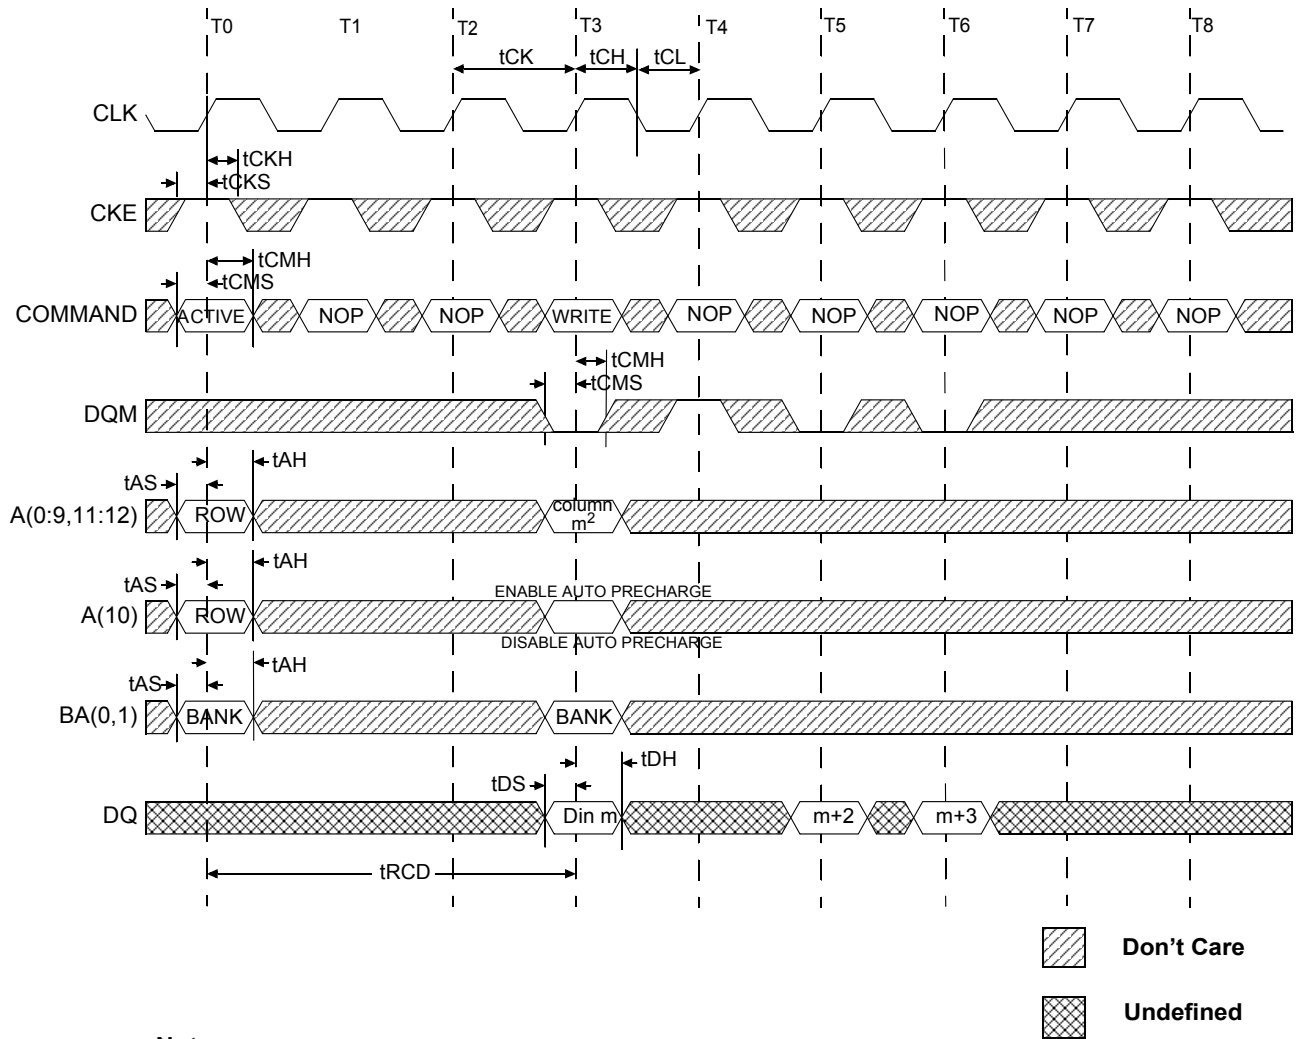 T0 T1 T2 T3 T4 T5 T6 T7 T8
tCK tCH tCL
CLK
tCKH
tCKS
CKE
tCMH
tCMS
COMMAND ACTIVE NOP NOP WRITE NOP NOP NOP NOP NOP
tCMH
tCMS
DQM
tAH
tAS
A(0:9,11:12) ROW column m2
tAH
tAS
ENABLE AUTO PRECHARGE
A(10) ROW
DISABLE AUTO PRECHARGE
tAH
tAS
BA(0,1) BANK BANK
tDH
tDS
DQ Din m m+2 m+3
tRCD
Don't Care
Undefined